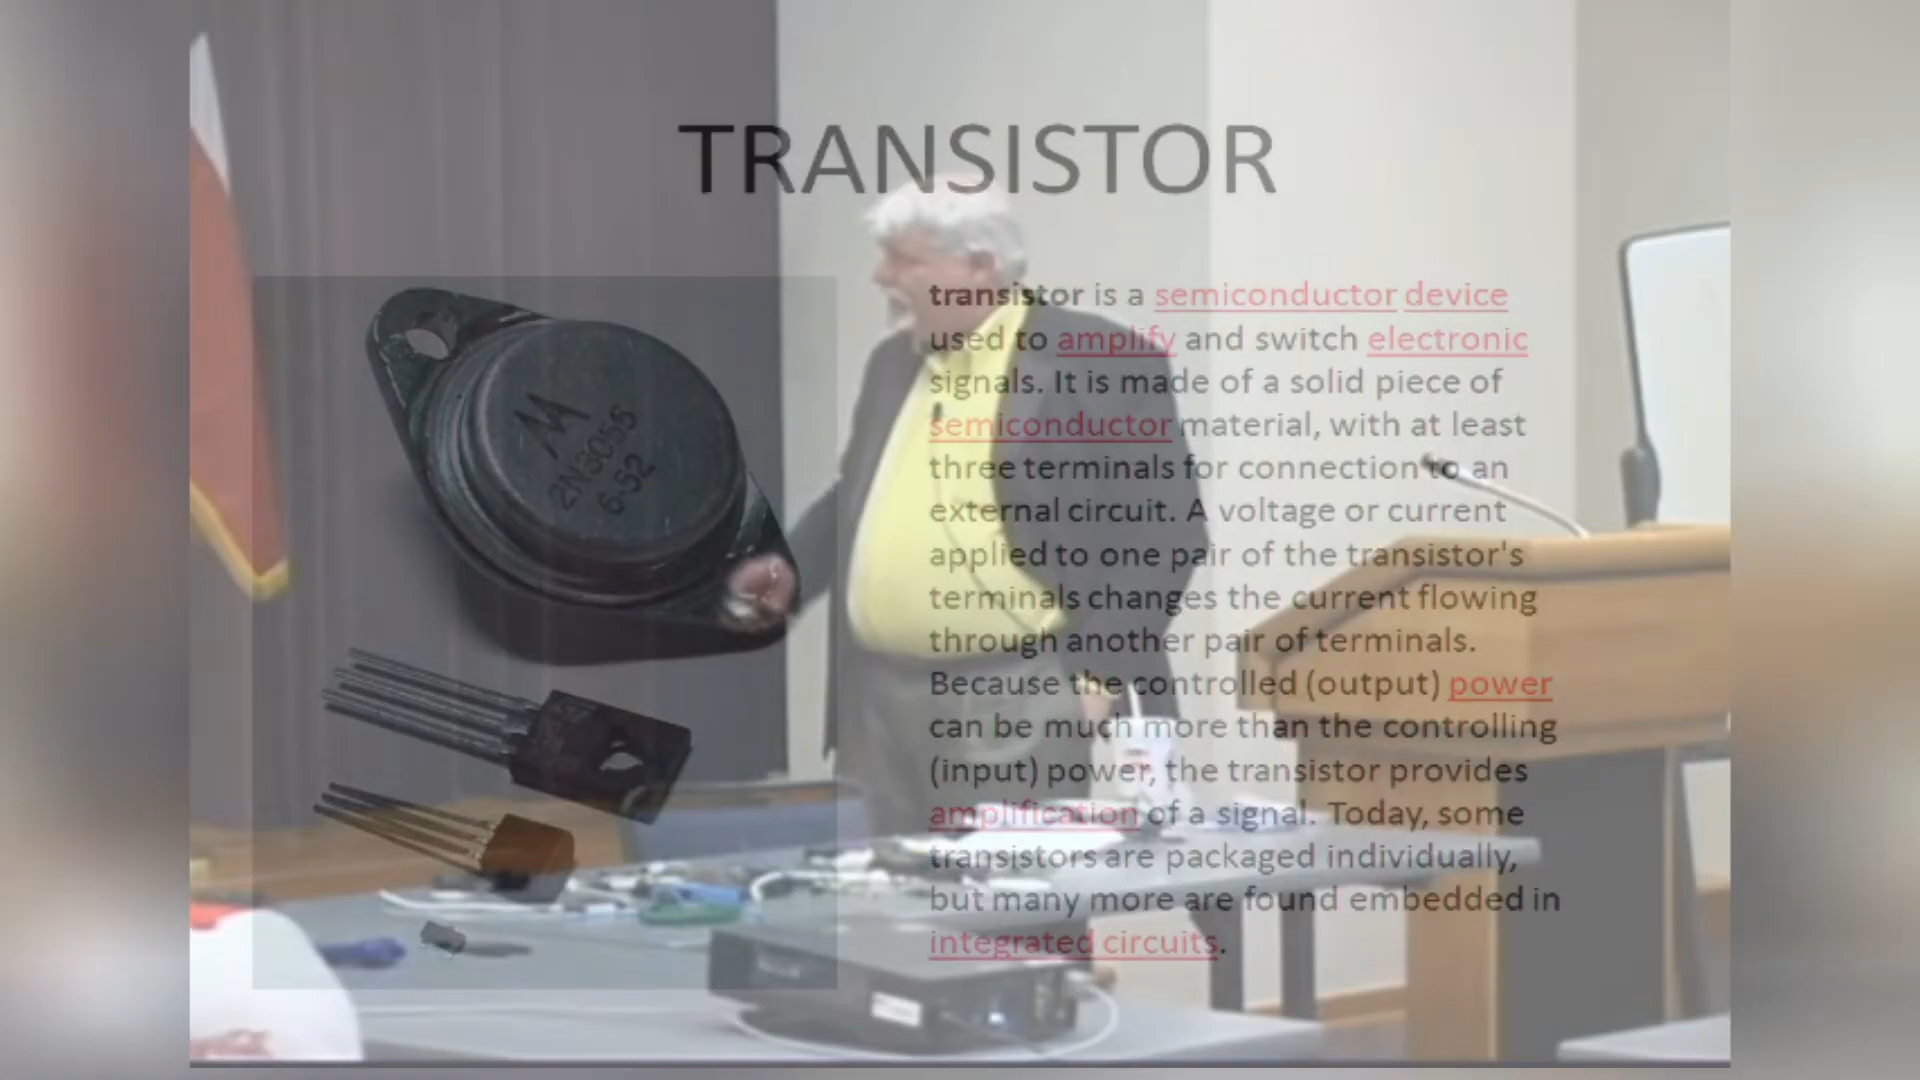 TRANSISTOR
transistor is a semiconductor device
used to amplify and switch electronic
signals. It is made of a solid piece of
semiconductor material, with at least
three terminals for connection to an
external circuit. A voltage or current
applied to one pair of the transistor's
terminals changes the current flowing
through another pair of terminals.
Because the controlled (output) power
can be much more than the controlling
(input) power, the transistor provides
amplification of a signal. Today, some
transistors are packaged individually,
but many more are found embedded in
integrated circuits.
2N3055
6-52